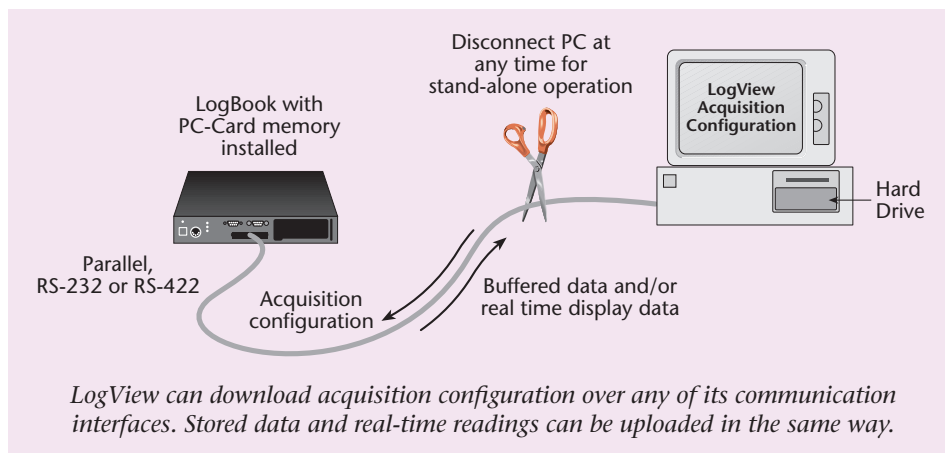 Disconnect PC at
any time for
stand-alone operation
LogView
Acquisition
Configuration
LogBook with
PC-Card memory
installed
Hard
Drive
Parallel,
RS-232 or RS-422
Acquisition
configuration
Buffered data and/or
real time display data
LogView can download acquisition configuration over any of its communication
interfaces. Stored data and real-time readings can be uploaded in the same way.